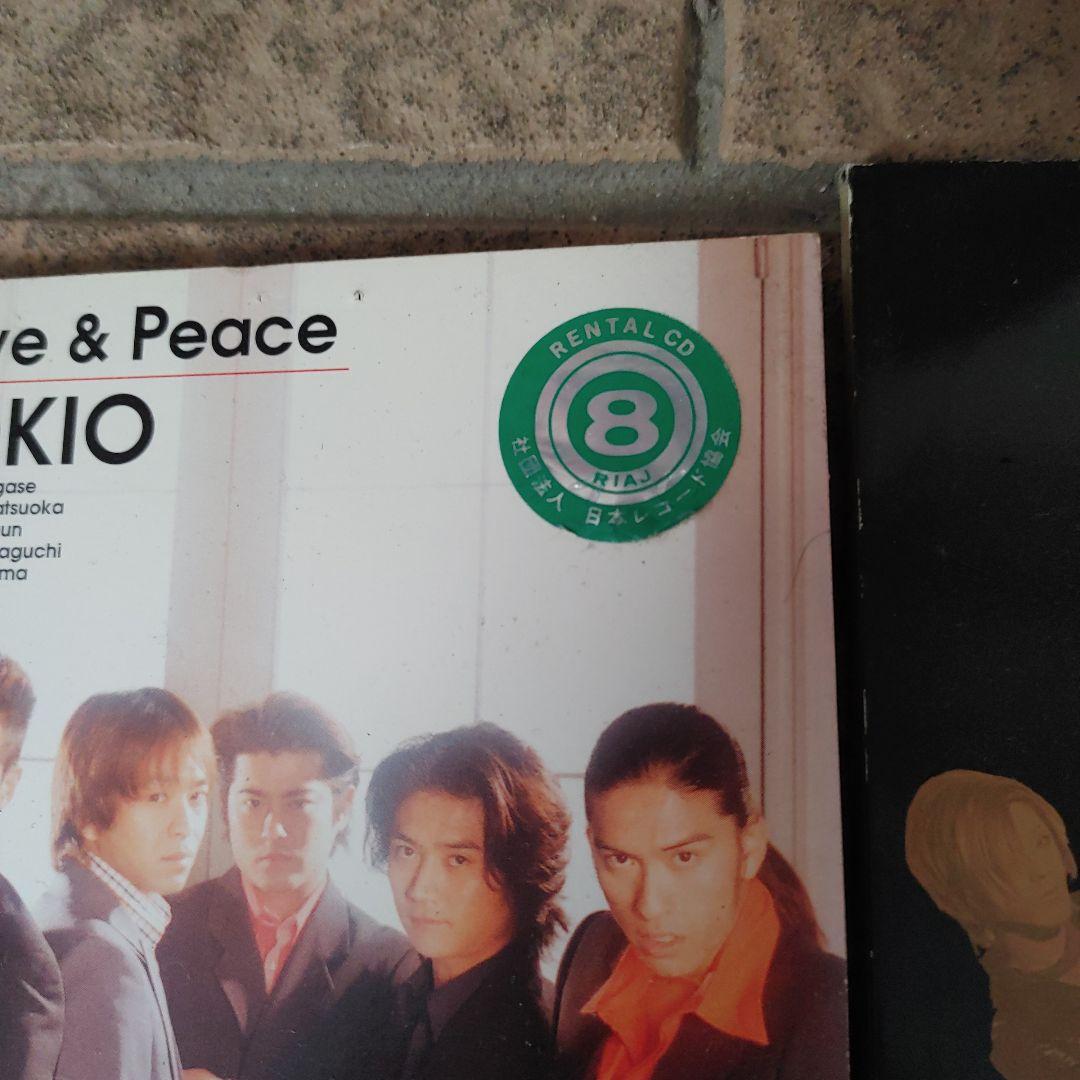 ve & Peace
OKIO
gase
atsuoka
un
aguchi
ma
RENTAL CD
8
RIAJ
社団法人 日本レコード協会